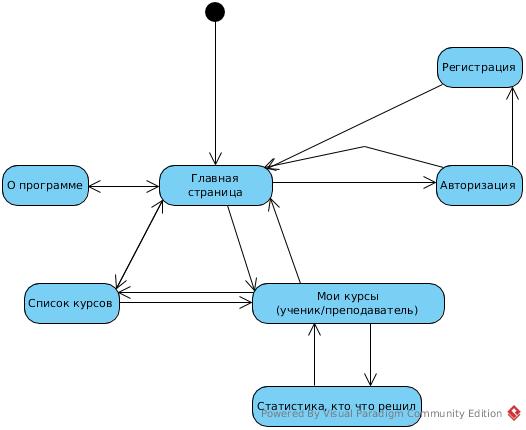 Регистрация
О программе
Главная
страница
Авторизация
Список курсов
Мои курсы
(ученик/преподаватель)
Статистика, кто что решил
Powered By Visual Paradigm Community Edition